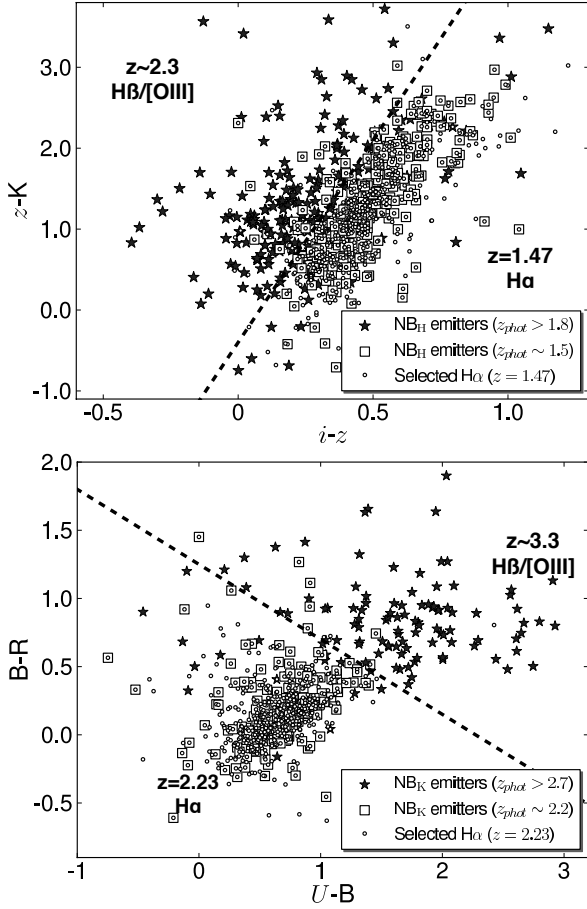 3.0
2.0
1.0
0.0
-1.0
z-K
z~2.3
Hß/[OIII]
z=1.47
Hα
NB_H emitters (z_phot > 1.8)
NB_H emitters (z_phot ∼ 1.5)
Selected Hα (z = 1.47)
-0.5 0.0 0.5 1.0
i-z
2.0
1.5
1.0
0.5
0.0
-0.5
B-R
z~3.3
Hß/[OIII]
z=2.23
Hα
NB_K emitters (z_phot > 2.7)
NB_K emitters (z_phot ∼ 2.2)
Selected Hα (z = 2.23)
-1 0 1 2 3
U-B